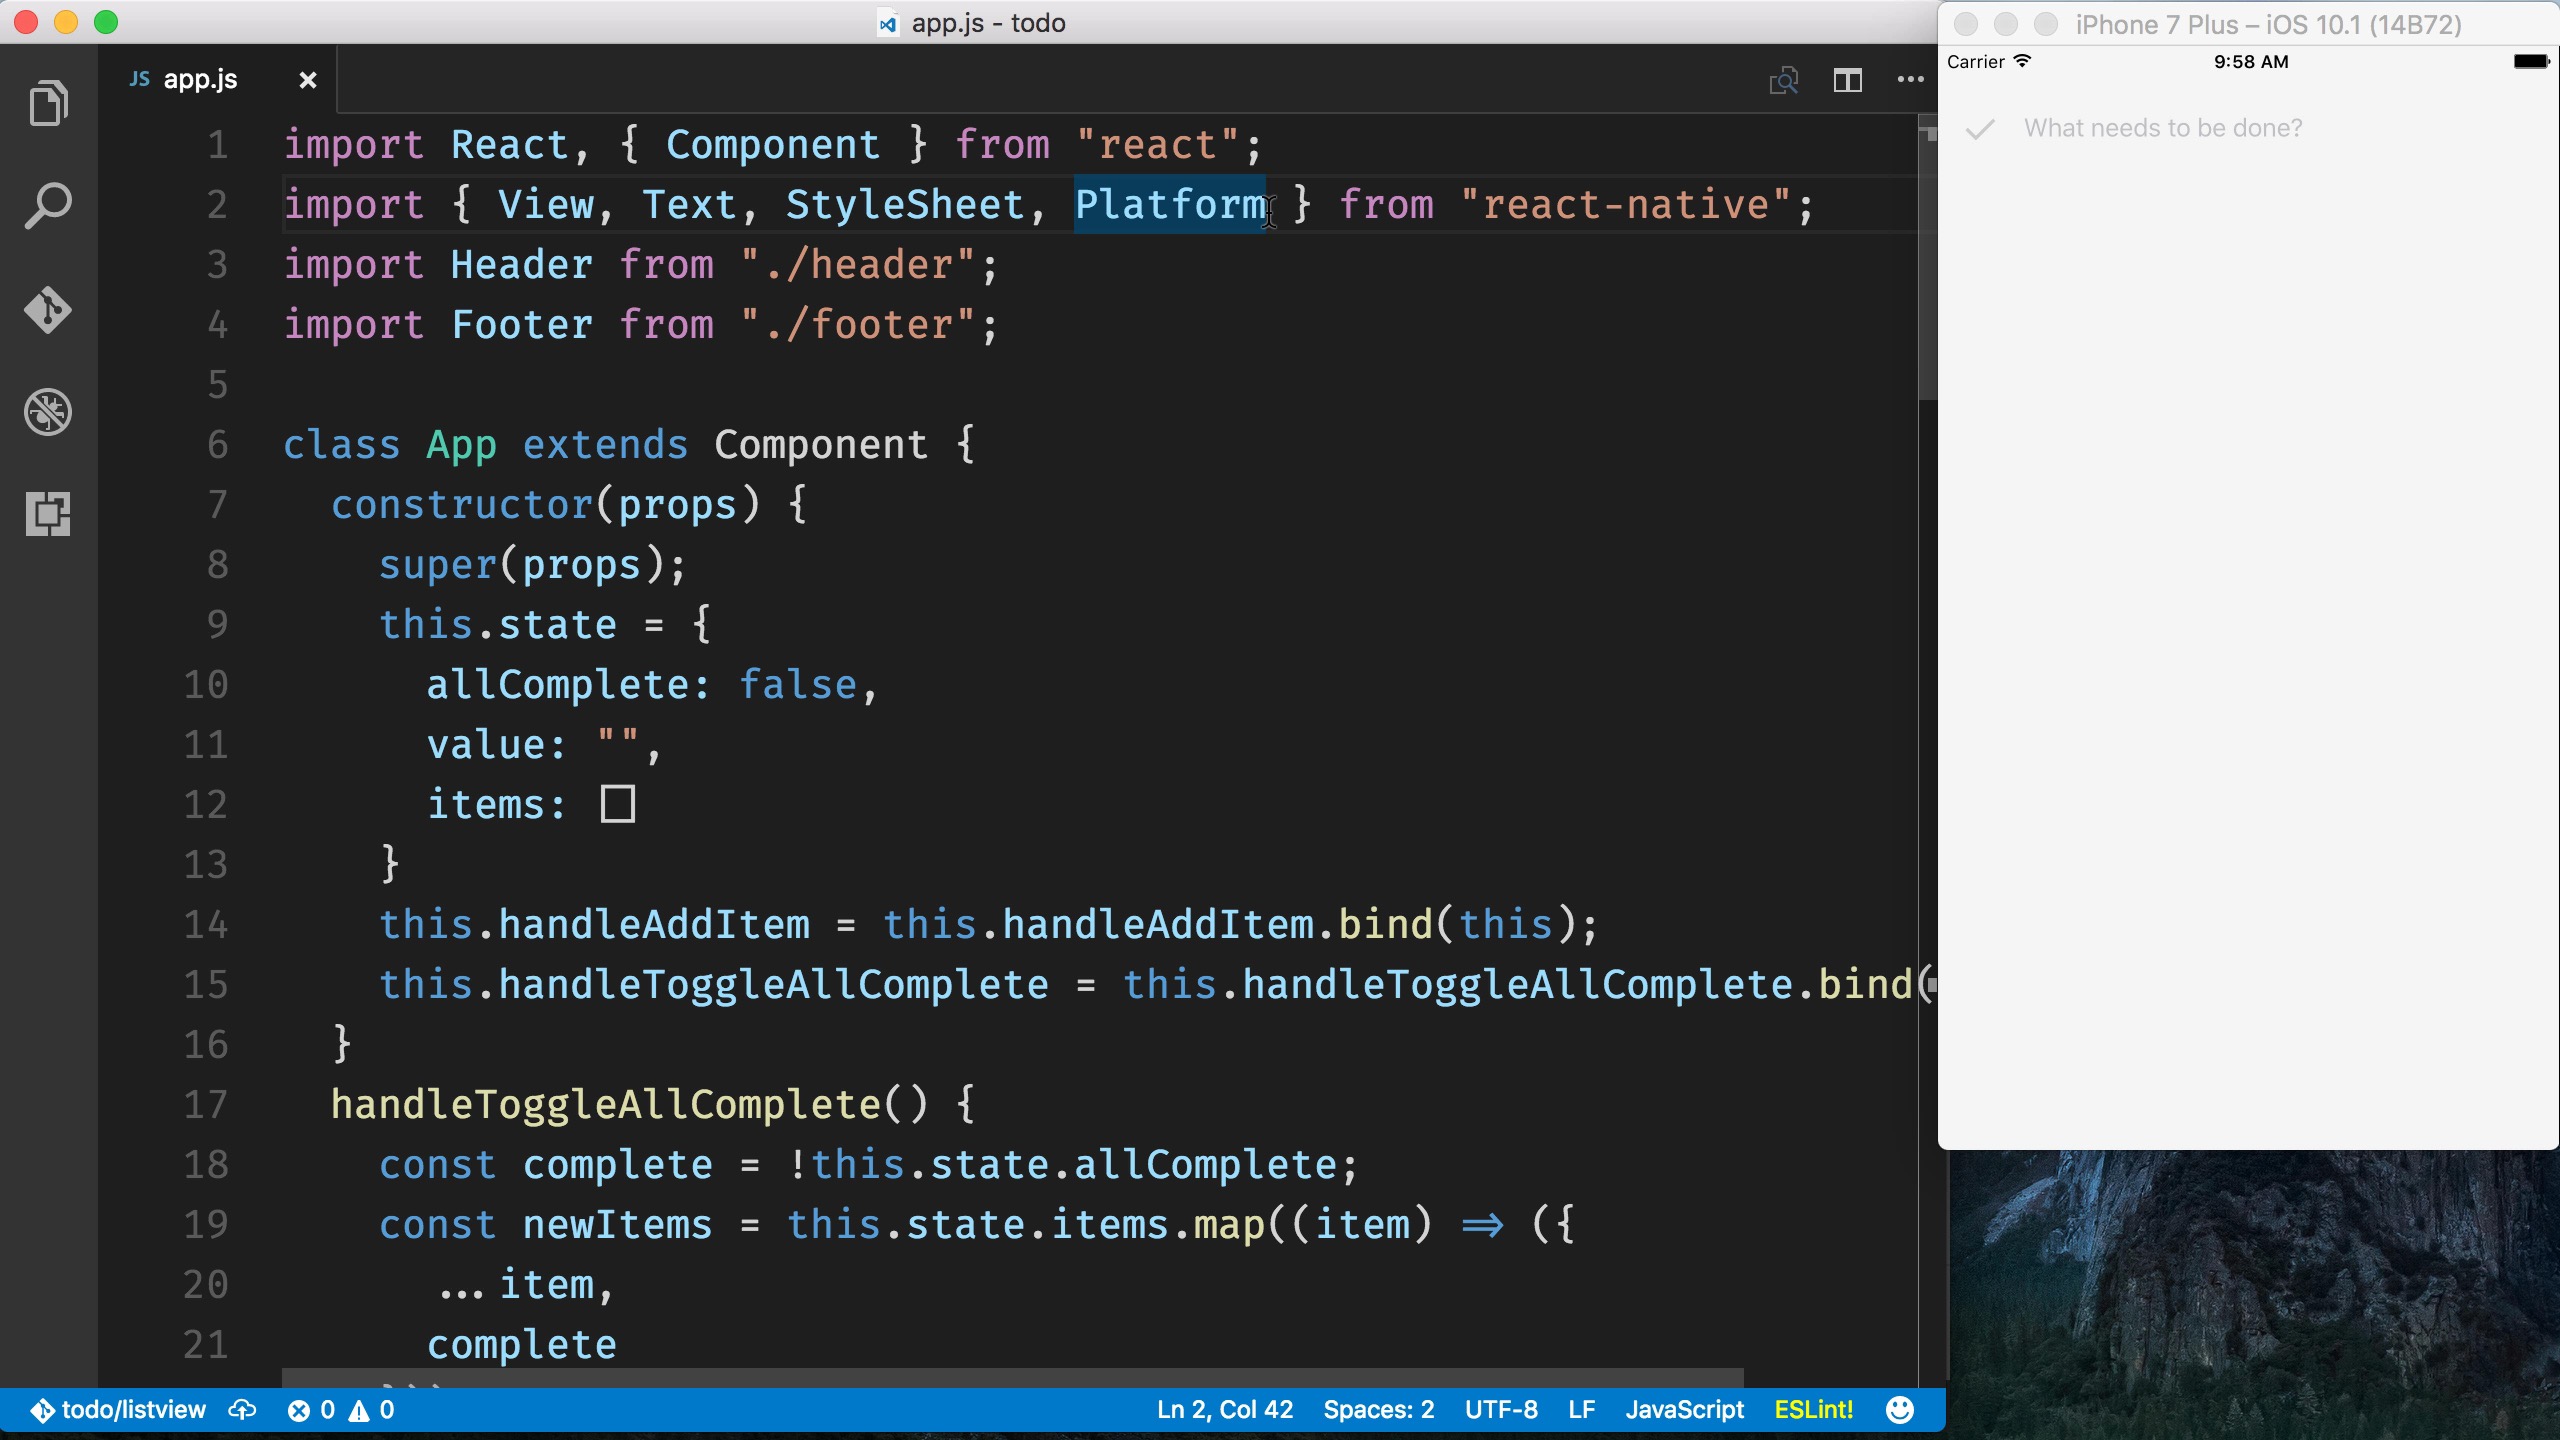 app.js - todo
JS app.js
1 import React, { Component } from "react";
2 import { View, Text, StyleSheet, Platform } from "react-native";
3 import Header from "./header";
4 import Footer from "./footer";
5
6 class App extends Component {
7 constructor(props) {
8 super(props);
9 this.state = {
10 allComplete: false,
11 value: "",
12 items: []
13 }
14 this.handleAddItem = this.handleAddItem.bind(this);
15 this.handleToggleAllComplete = this.handleToggleAllComplete.bind(
16 }
17 handleToggleAllComplete() {
18 const complete = !this.state.allComplete;
19 const newItems = this.state.items.map((item) => ({
20 ...item,
21 complete
todo/listview 0 0 Ln 2, Col 42 Spaces: 2 UTF-8 LF JavaScript ESLint!
iPhone 7 Plus – iOS 10.1 (14B72)
Carrier 9:58 AM
What needs to be done?